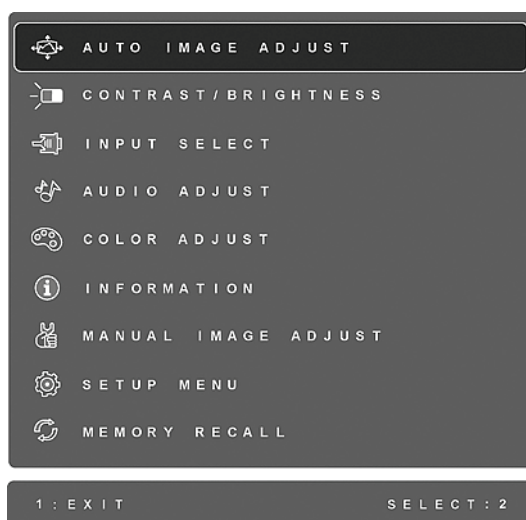 AUTO IMAGE ADJUST
CONTRAST/BRIGHTNESS
INPUT SELECT
AUDIO ADJUST
COLOR ADJUST
INFORMATION
MANUAL IMAGE ADJUST
SETUP MENU
MEMORY RECALL
1:EXIT SELECT:2